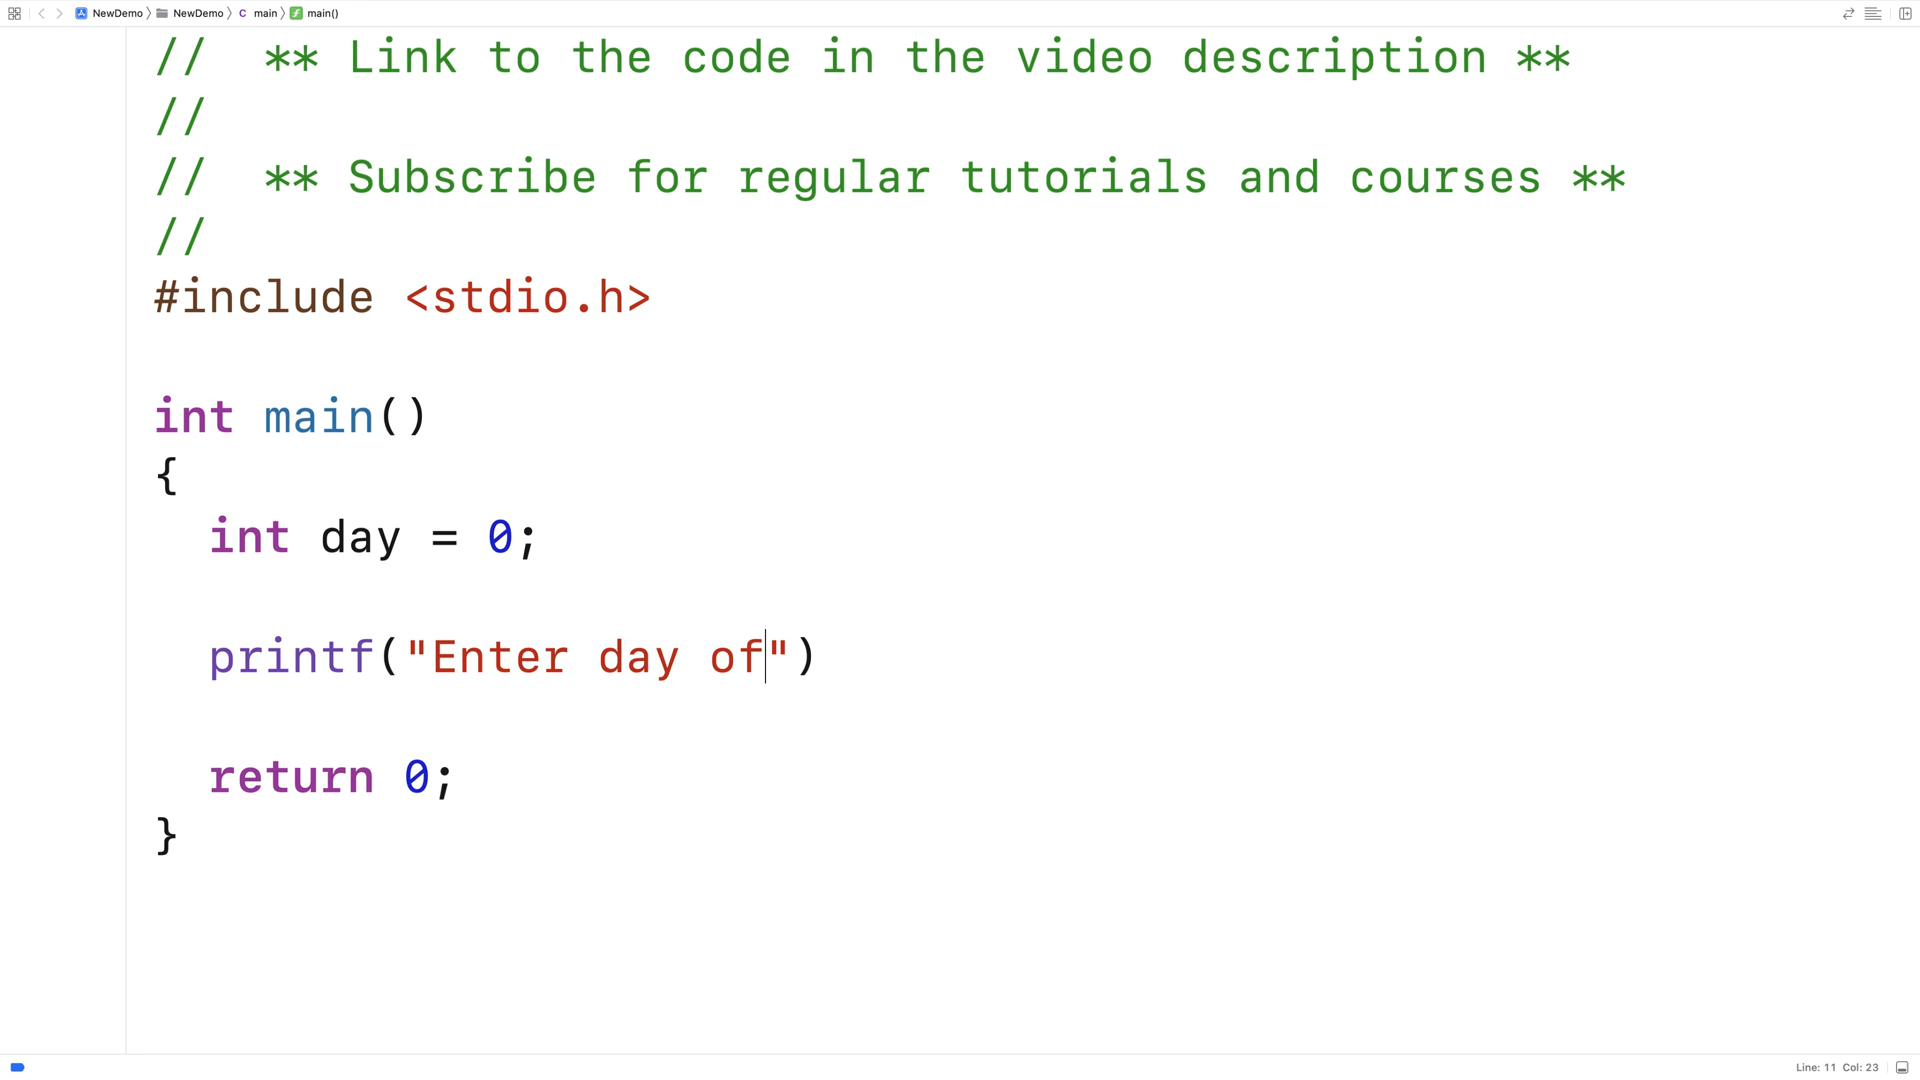 NewDemo 〉 NewDemo 〉 C main 〉 f main()
//  ** Link to the code in the video description **
//
//  ** Subscribe for regular tutorials and courses **
//
#include <stdio.h>
int main()
{
  int day = 0;
  printf("Enter day of")
  return 0;
}
Line: 11 Col: 23